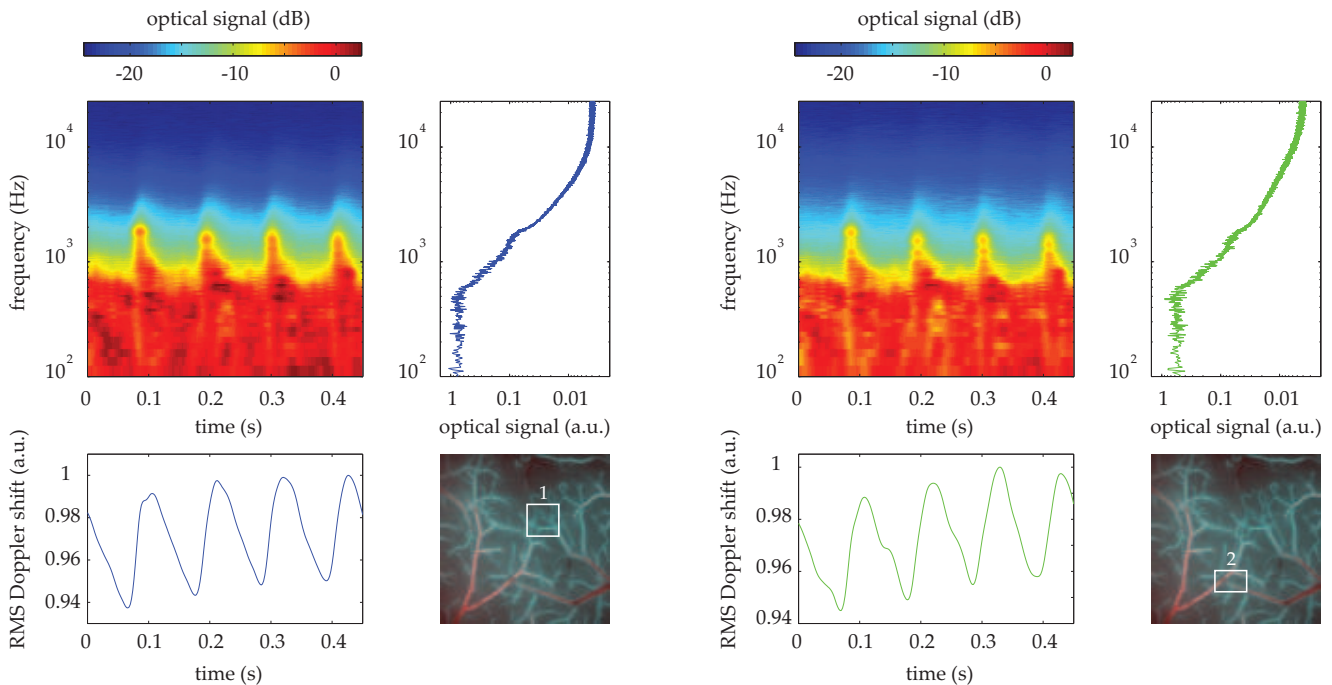 optical signal (dB)
-20 -10 0
frequency (Hz)
10^4
10^3
10^2
0 0.1 0.2 0.3 0.4
time (s)
10^4
10^3
10^2
1 0.1 0.01
optical signal (a.u.)
RMS Doppler shift (a.u.)
1
0.98
0.96
0.94
0 0.1 0.2 0.3 0.4
time (s)
1
optical signal (dB)
-20 -10 0
frequency (Hz)
10^4
10^3
10^2
0 0.1 0.2 0.3 0.4
time (s)
10^4
10^3
10^2
1 0.1 0.01
optical signal (a.u.)
RMS Doppler shift (a.u.)
1
0.98
0.96
0.94
0 0.1 0.2 0.3 0.4
time (s)
2